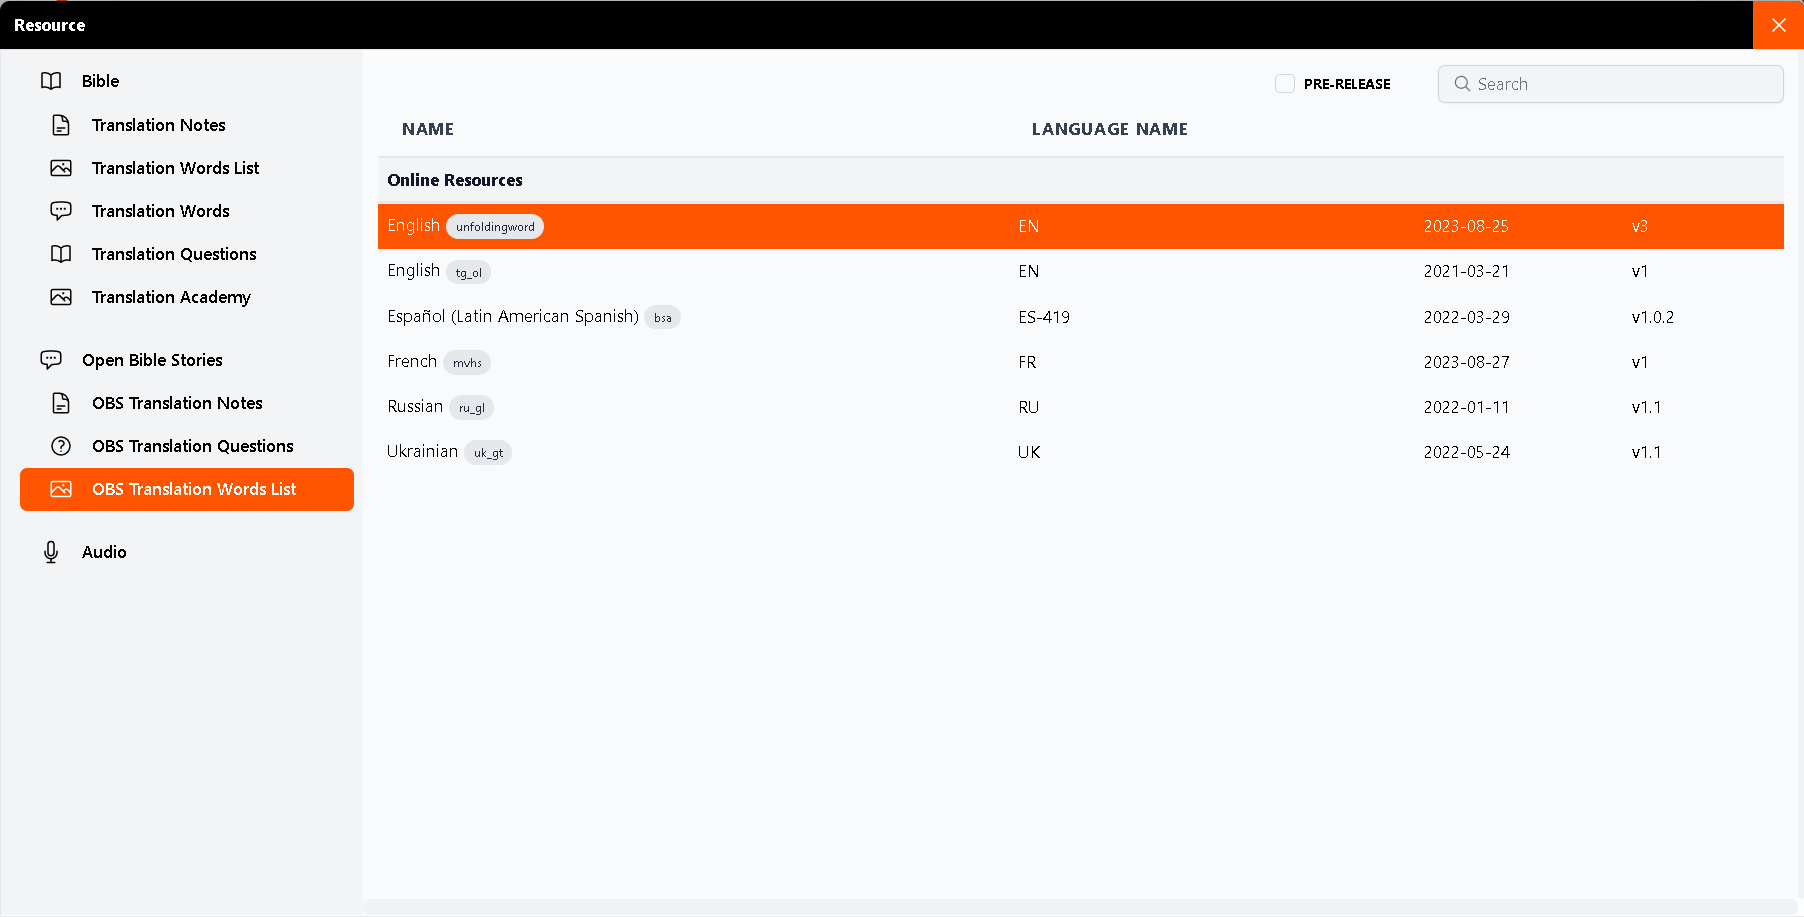 Resource
Bible
Translation Notes
Translation Words List
Translation Words
Translation Questions
Translation Academy
Open Bible Stories
OBS Translation Notes
OBS Translation Questions
OBS Translation Words List
Audio
PRE-RELEASE Search
NAME LANGUAGE NAME
Online Resources
English unfoldingword EN 2023-08-25 v3
English tg_ol EN 2021-03-21 v1
Español (Latin American Spanish) bsa ES-419 2022-03-29 v1.0.2
French mvhs FR 2023-08-27 v1
Russian ru_gl RU 2022-01-11 v1.1
Ukrainian uk_gt UK 2022-05-24 v1.1